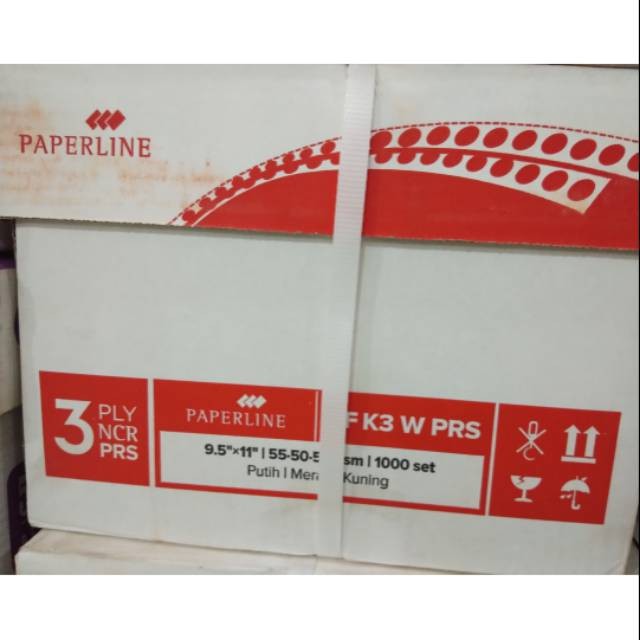 PAPERLINE
3 PLY
NCR
PRS
PAPERLINE
F K3 W PRS
9.5"×11" | 55-50-5 sm | 1000 set
Putih | Mera Kuning